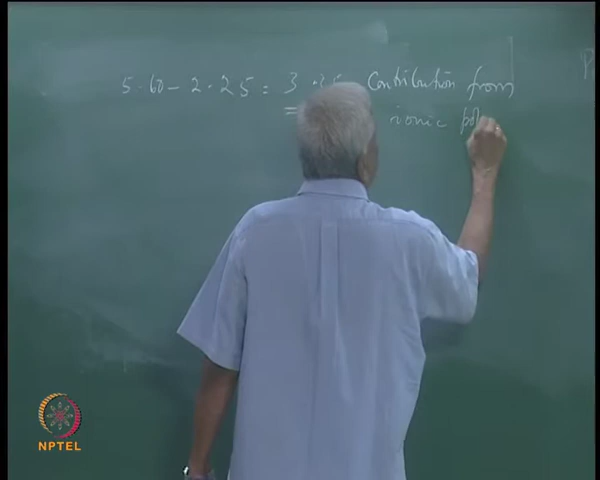 5.60 - 2.25 = 3.35 Contribution from
ionic pol
P
NPTEL